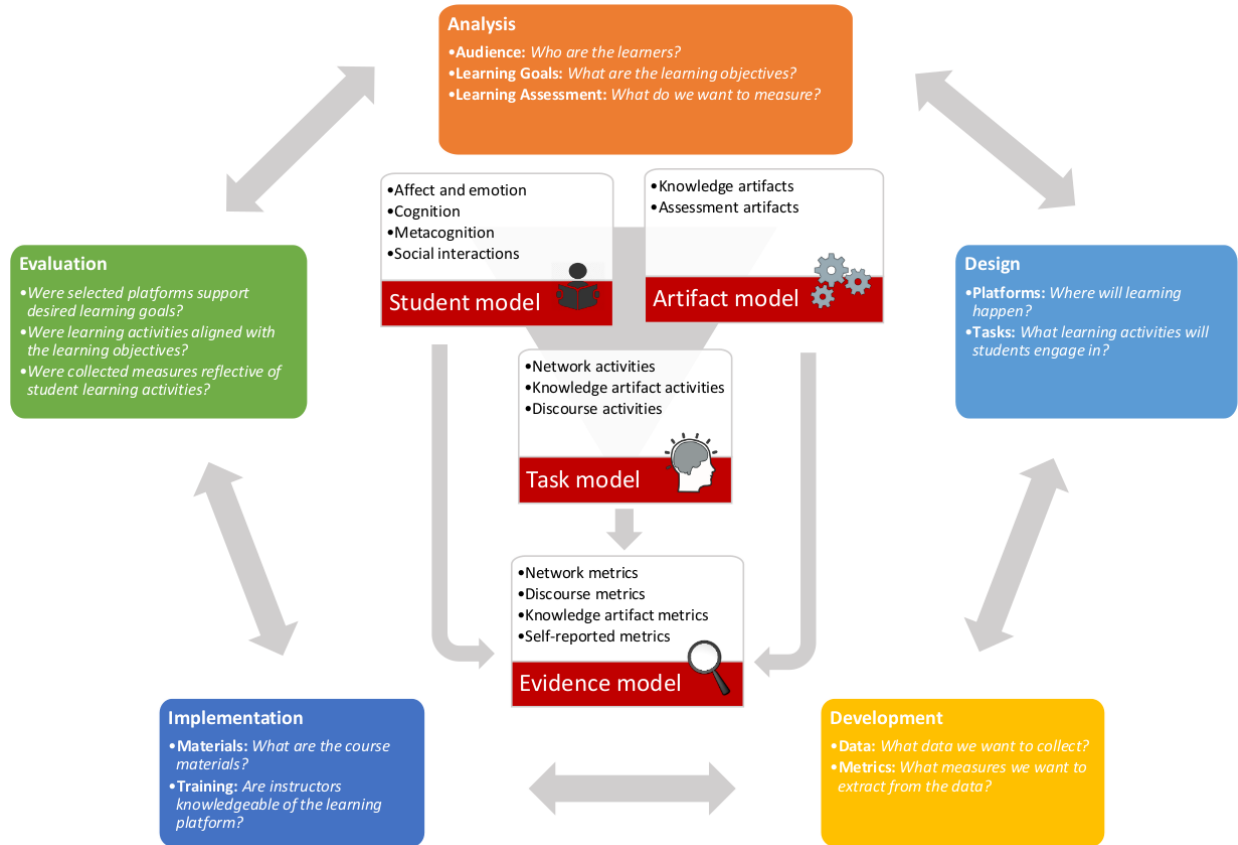 Analysis
•Audience: Who are the learners?
•Learning Goals: What are the learning objectives?
•Learning Assessment: What do we want to measure?
•Affect and emotion
•Cognition
•Metacognition
•Social interactions
Student model
•Knowledge artifacts
•Assessment artifacts
Artifact model
Evaluation
•Were selected platforms support
desired learning goals?
•Were learning activities aligned with
the learning objectives?
•Were collected measures reflective of
student learning activities?
Design
•Platforms: Where will learning
happen?
•Tasks: What learning activities will
students engage in?
•Network activities
•Knowledge artifact activities
•Discourse activities
Task model
•Network metrics
•Discourse metrics
•Knowledge artifact metrics
•Self-reported metrics
Evidence model
Implementation
•Materials: What are the course
materials?
•Training: Are instructors
knowledgeable of the learning
platform?
Development
•Data: What data we want to collect?
•Metrics: What measures we want to
extract from the data?